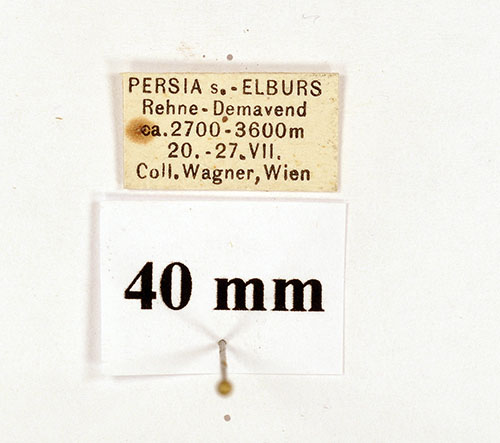 PERSIA s.-ELBURS
Rehne-Demavend
ca.2700-3600m
20.-27.VII.
Coll.Wagner,Wien
40 mm